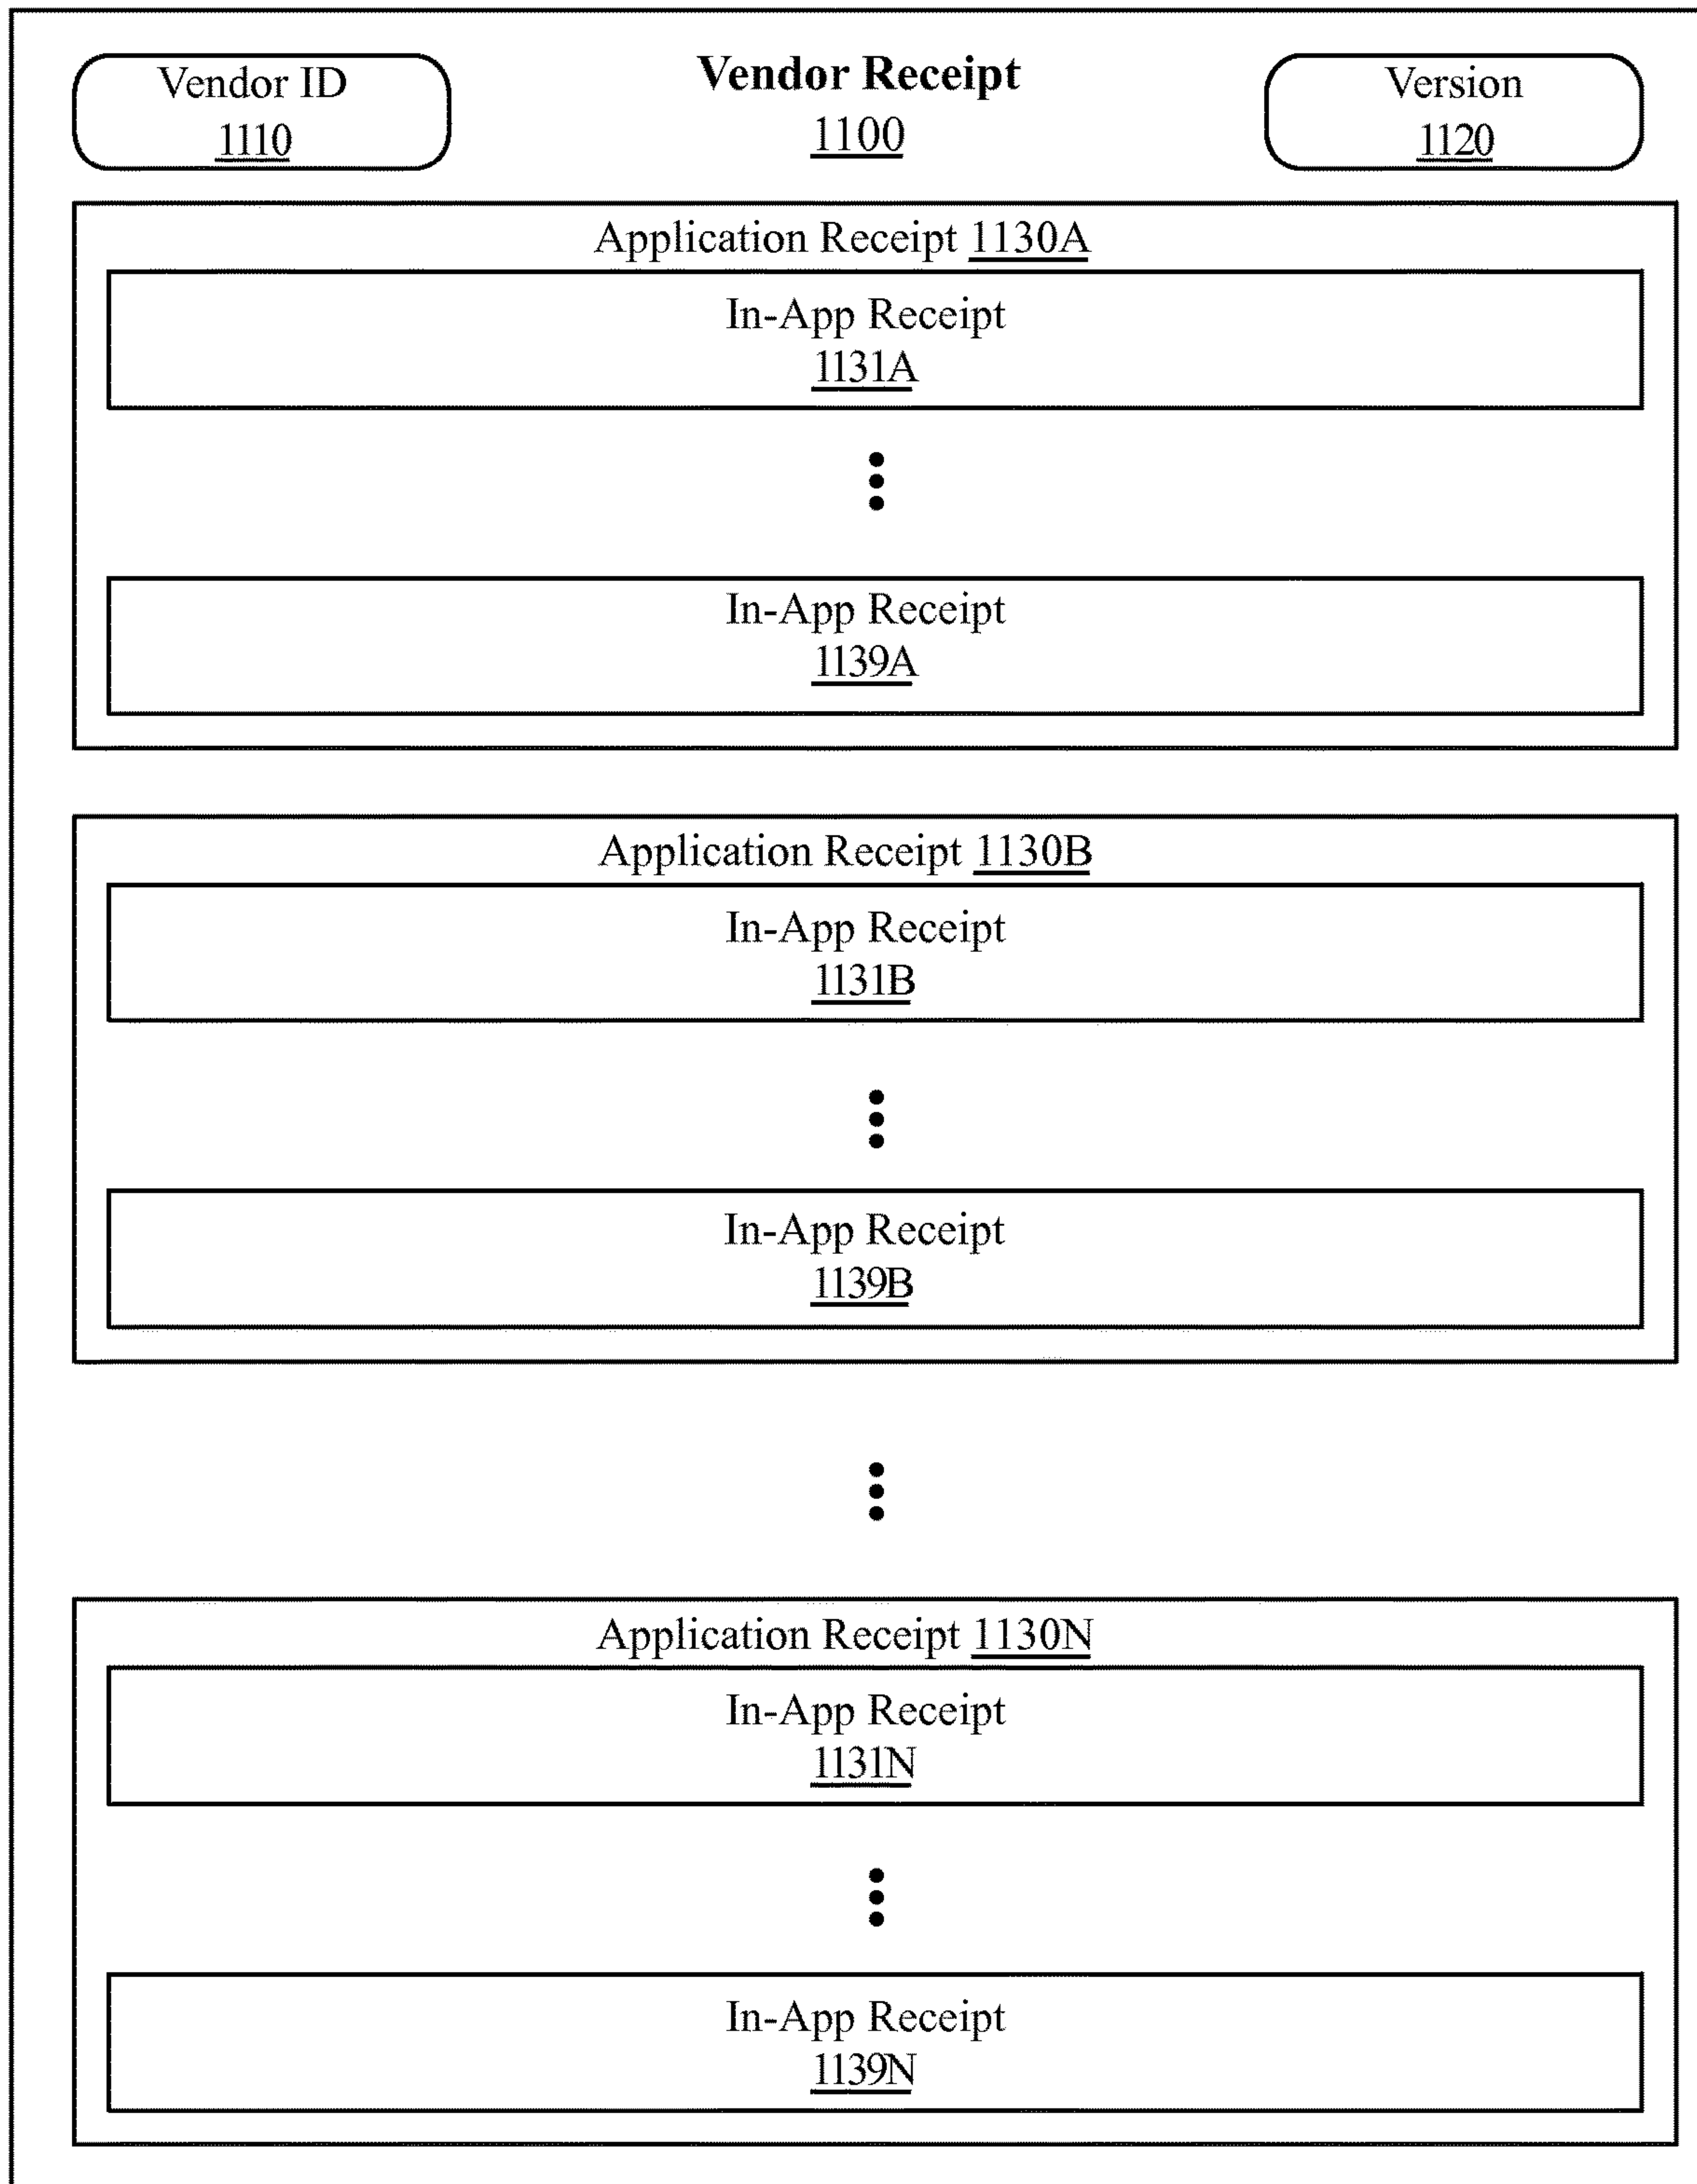 Vendor ID
1110
Vendor Receipt
1100
Version
1120
Application Receipt 1130A
In-App Receipt
1131A
In-App Receipt
1139A
Application Receipt 1130B
In-App Receipt
1131B
In-App Receipt
1139B
Application Receipt 1130N
In-App Receipt
1131N
In-App Receipt
1139N